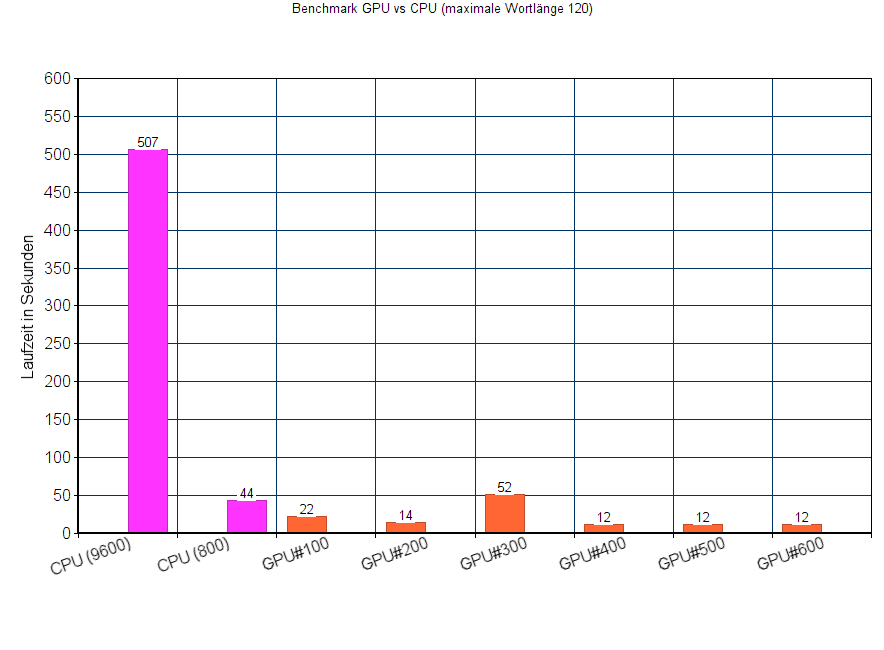 Benchmark GPU vs CPU (maximale Wortlänge 120)
Laufzeit in Sekunden
600
550
500
450
400
350
300
250
200
150
100
50
0
507
44
22
14
52
12
12
12
CPU (9600)
CPU (800)
GPU#100
GPU#200
GPU#300
GPU#400
GPU#500
GPU#600